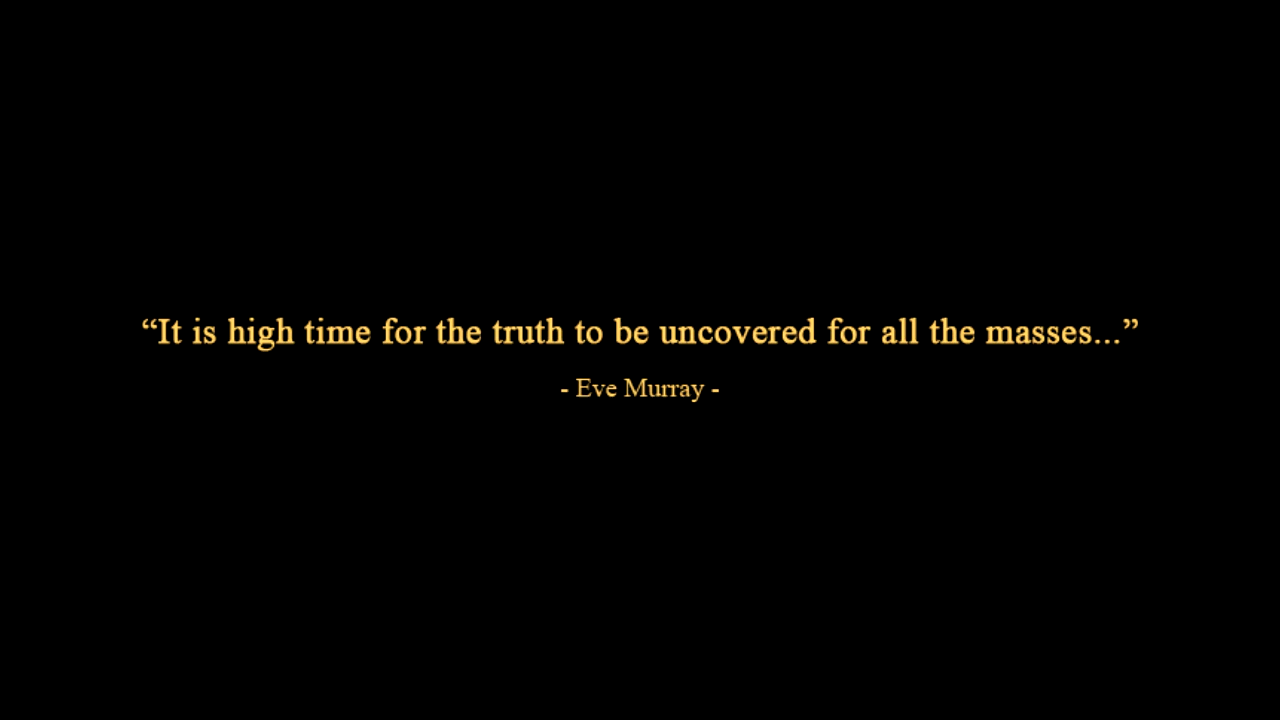 “It is high time for the truth to be uncovered for all the masses...”
- Eve Murray -